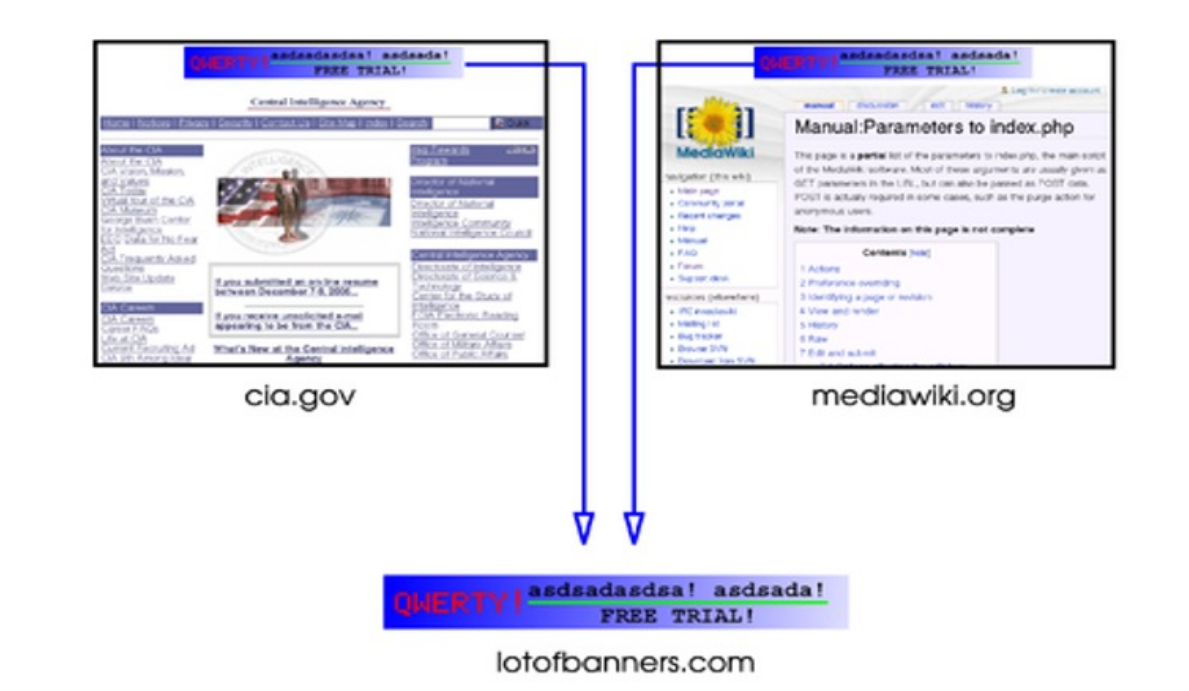 QWERTY! asdsadasdsa! asdsada!
FREE TRIAL!
Central Intelligence Agency
Home | Notices | Privacy | Security | Contact Us | Site Map | Index | Search
About the CIA
About the CIA
CIA Vision, Mission,
and Values
CIA Today
Virtual tour of the CIA
CIA Museum
George Bush Center
for Intelligence
EEO Data for No Fear
Act
CIA Frequently Asked
Questions
Web Site Update
Service
CIA Careers
CIA Careers
Career FAQs
Life at CIA
Current Recruiting Ad
If you submitted an on-line resume
between December 7-8, 2006...
If you receive unsolicited e-mail
appearing to be from the CIA...
What's New at the Central Intelligence
Agency
Rewards
Program
Director of National
Intelligence
Director of National
Intelligence
Intelligence Community
National Intelligence Council
Central Intelligence Agency
Directorate of Intelligence
Directorate of Science &
Technology
Center for the Study of
Intelligence
FOIA Electronic Reading
Room
Office of General Counsel
Office of Military Affairs
Office of Public Affairs
cia.gov
QWERTY! asdsadasdsa! asdsada!
FREE TRIAL!
Log in / create account
manual discussion edit history
MediaWiki
Manual:Parameters to index.php
This page is a partial list of the parameters to index.php, the main script
of the MediaWiki software. Most of these arguments are usually given as
GET parameters in the URL, but can also be passed as POST data.
POST is actually required in some cases, such as the purge action for
anonymous users.
Note: The information on this page is not complete
Contents [hide]
1 Actions
2 Preference overriding
3 Identifying a page or revision
4 View and render
5 History
6 Raw
7 Edit and submit
navigation (this wiki)
Main page
Community portal
Recent changes
Help
Manual
FAQ
Forum
Support desk
resources (elsewhere)
IRC
Mailing list
Bug tracker
Browse SVN
Download from SVN
mediawiki.org
QWERTY! asdsadasdsa! asdsada!
FREE TRIAL!
lotofbanners.com